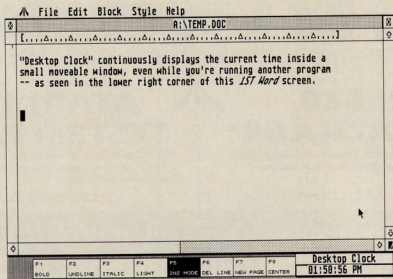 File Edit Block Style Help
A:\TEMP.DOC
"Desktop Clock" continuously displays the current time inside a
small moveable window, even while you're running another program
-- as seen in the lower right corner of this 1ST Word screen.
F1 F2 F3 F4 F5 F6 F7 F8
BOLD UNDLINE ITALIC LIGHT INS MODE DEL LINE NEW PAGE CENTER
Desktop Clock
01:50:56 PM